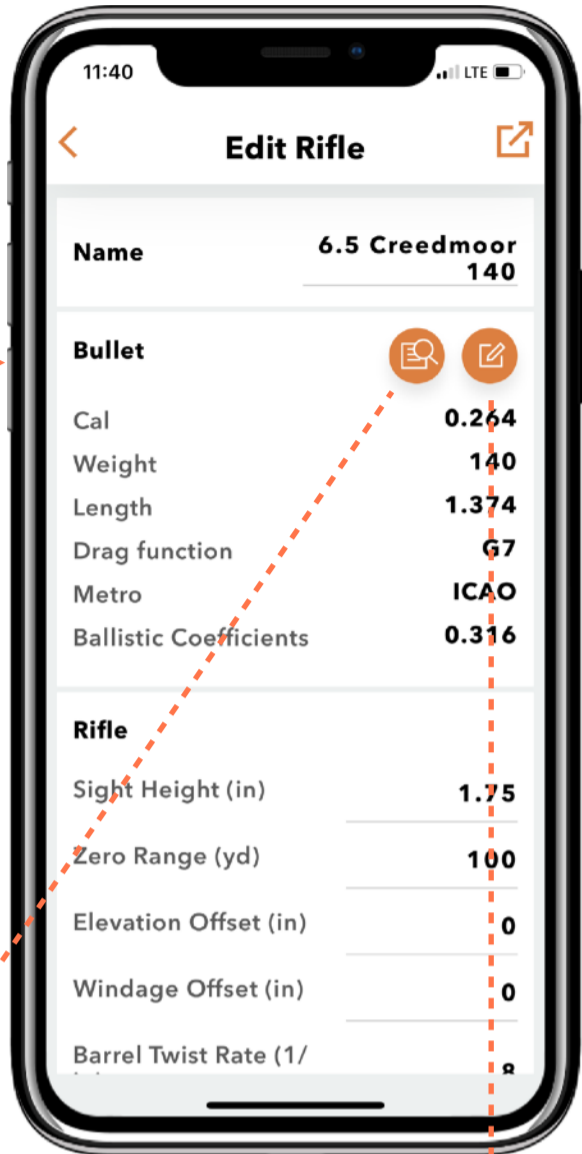 11:40 LTE
Edit Rifle
Name 6.5 Creedmoor
140
Bullet
Cal 0.264
Weight 140
Length 1.374
Drag function G7
Metro ICAO
Ballistic Coefficients 0.316
Rifle
Sight Height (in) 1.75
Zero Range (yd) 100
Elevation Offset (in) 0
Windage Offset (in) 0
Barrel Twist Rate (1/ 8